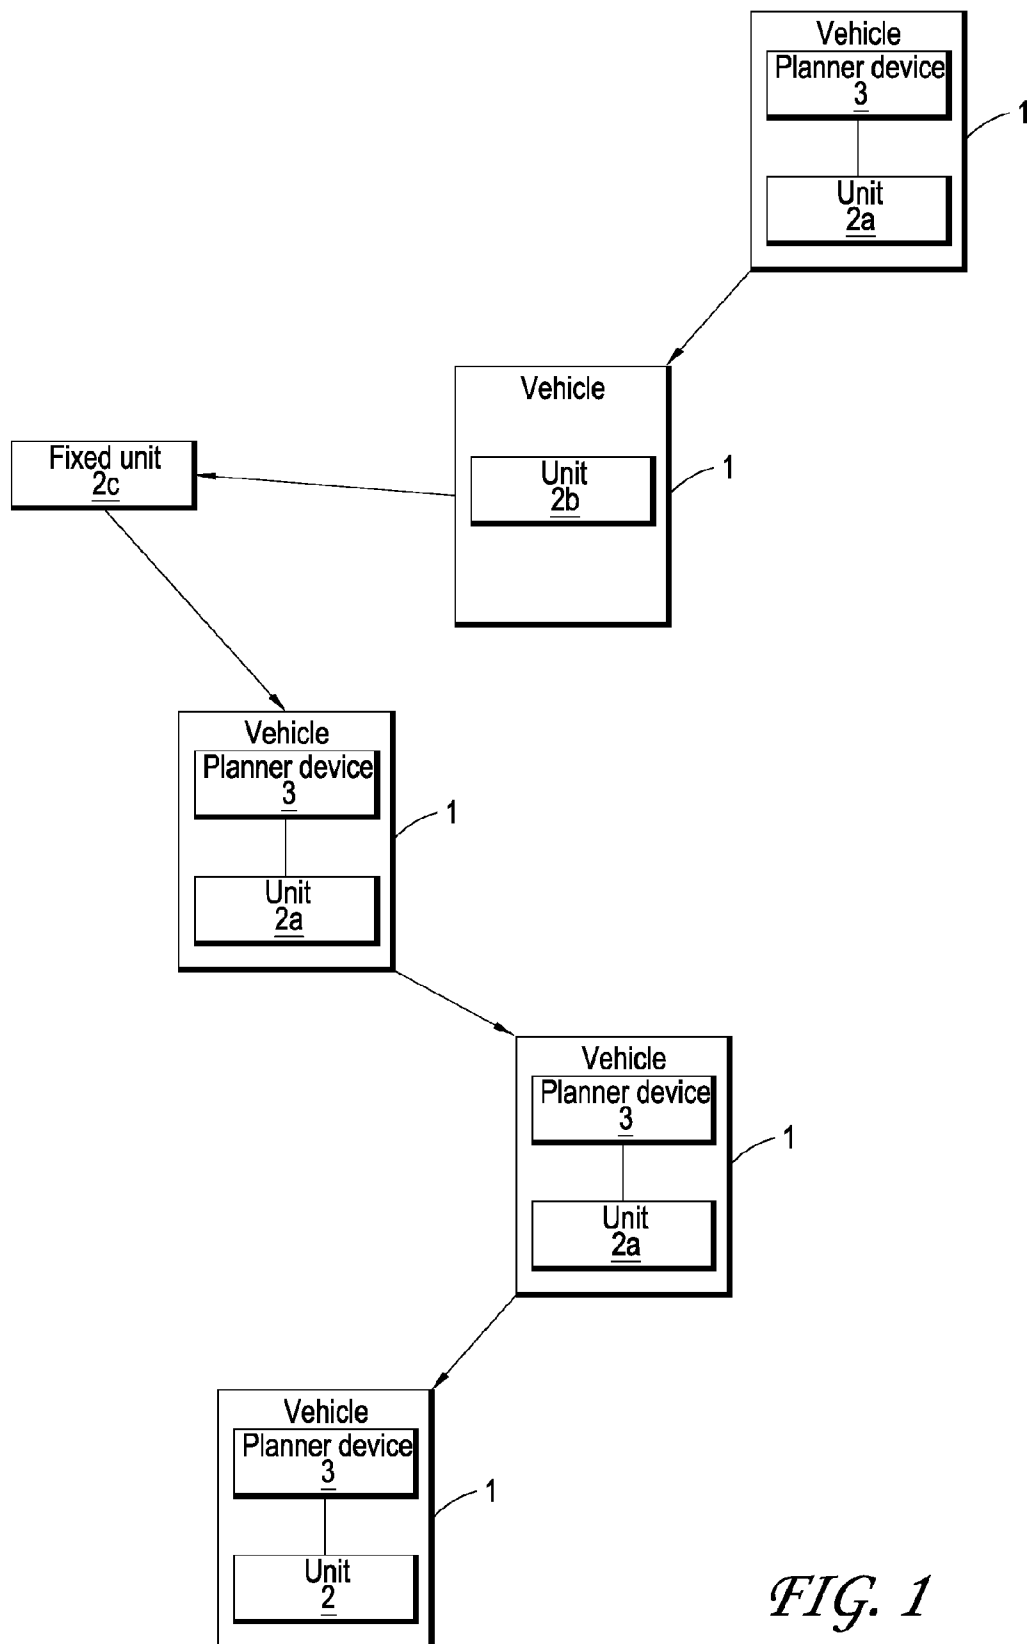 Vehicle
Planner device
3
1
Unit
2a
Vehicle
Fixed unit
2c
Unit
2b
1
Vehicle
Planner device
3
1
Unit
2a
Vehicle
Planner device
3
1
Unit
2a
Vehicle
Planner device
3
1
Unit
2
FIG. 1